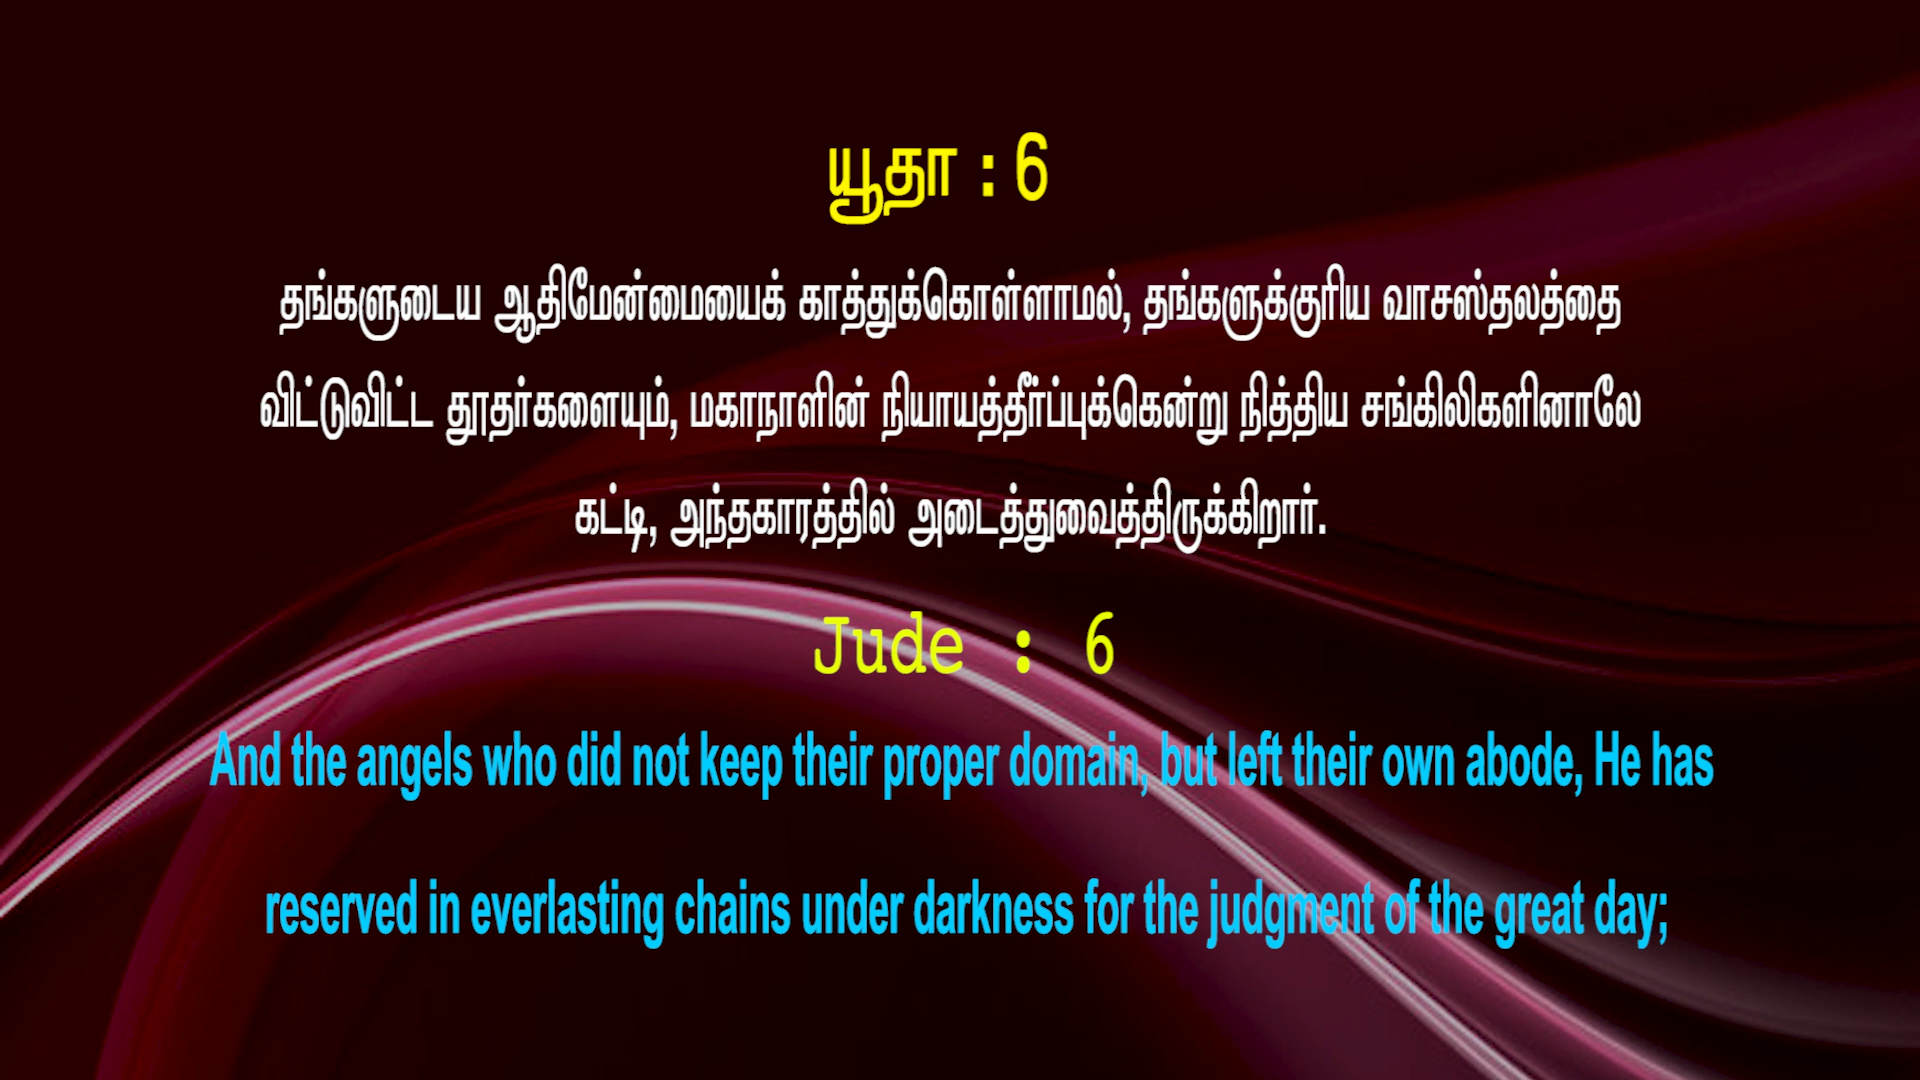 யூதா : 6
தங்களுடைய ஆதிமேன்மையைக் காத்துக்கொள்ளாமல், தங்களுக்குரிய வாசஸ்தலத்தை
விட்டுவிட்ட தூதர்களையும், மகாநாளின் நியாயத்தீர்ப்புக்கென்று நித்திய சங்கிலிகளினாலே
கட்டி, அந்தகாரத்தில் அடைத்துவைத்திருக்கிறார்.
Jude : 6
And the angels who did not keep their proper domain, but left their own abode, He has
reserved in everlasting chains under darkness for the judgment of the great day;